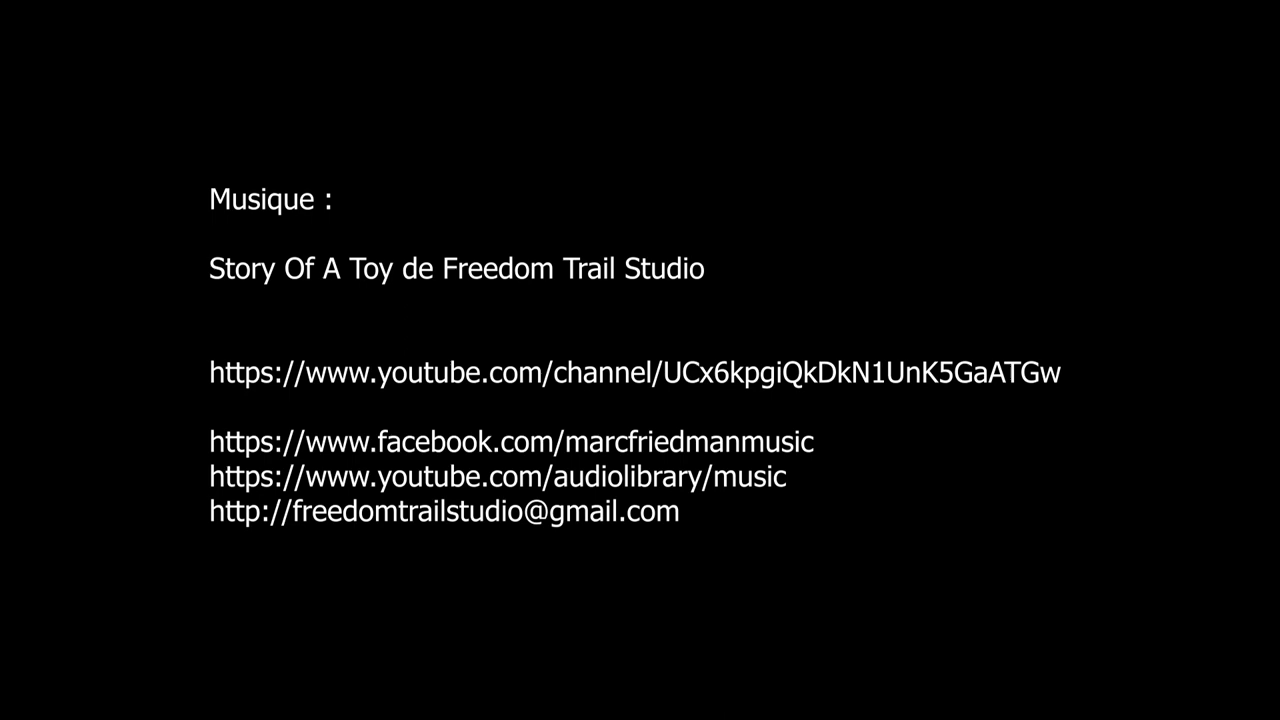 Musique :
Story Of A Toy de Freedom Trail Studio
https://www.youtube.com/channel/UCx6kpgiQkDkN1UnK5GaATGw
https://www.facebook.com/marcfriedmanmusic
https://www.youtube.com/audiolibrary/music
http://freedomtrailstudio@gmail.com